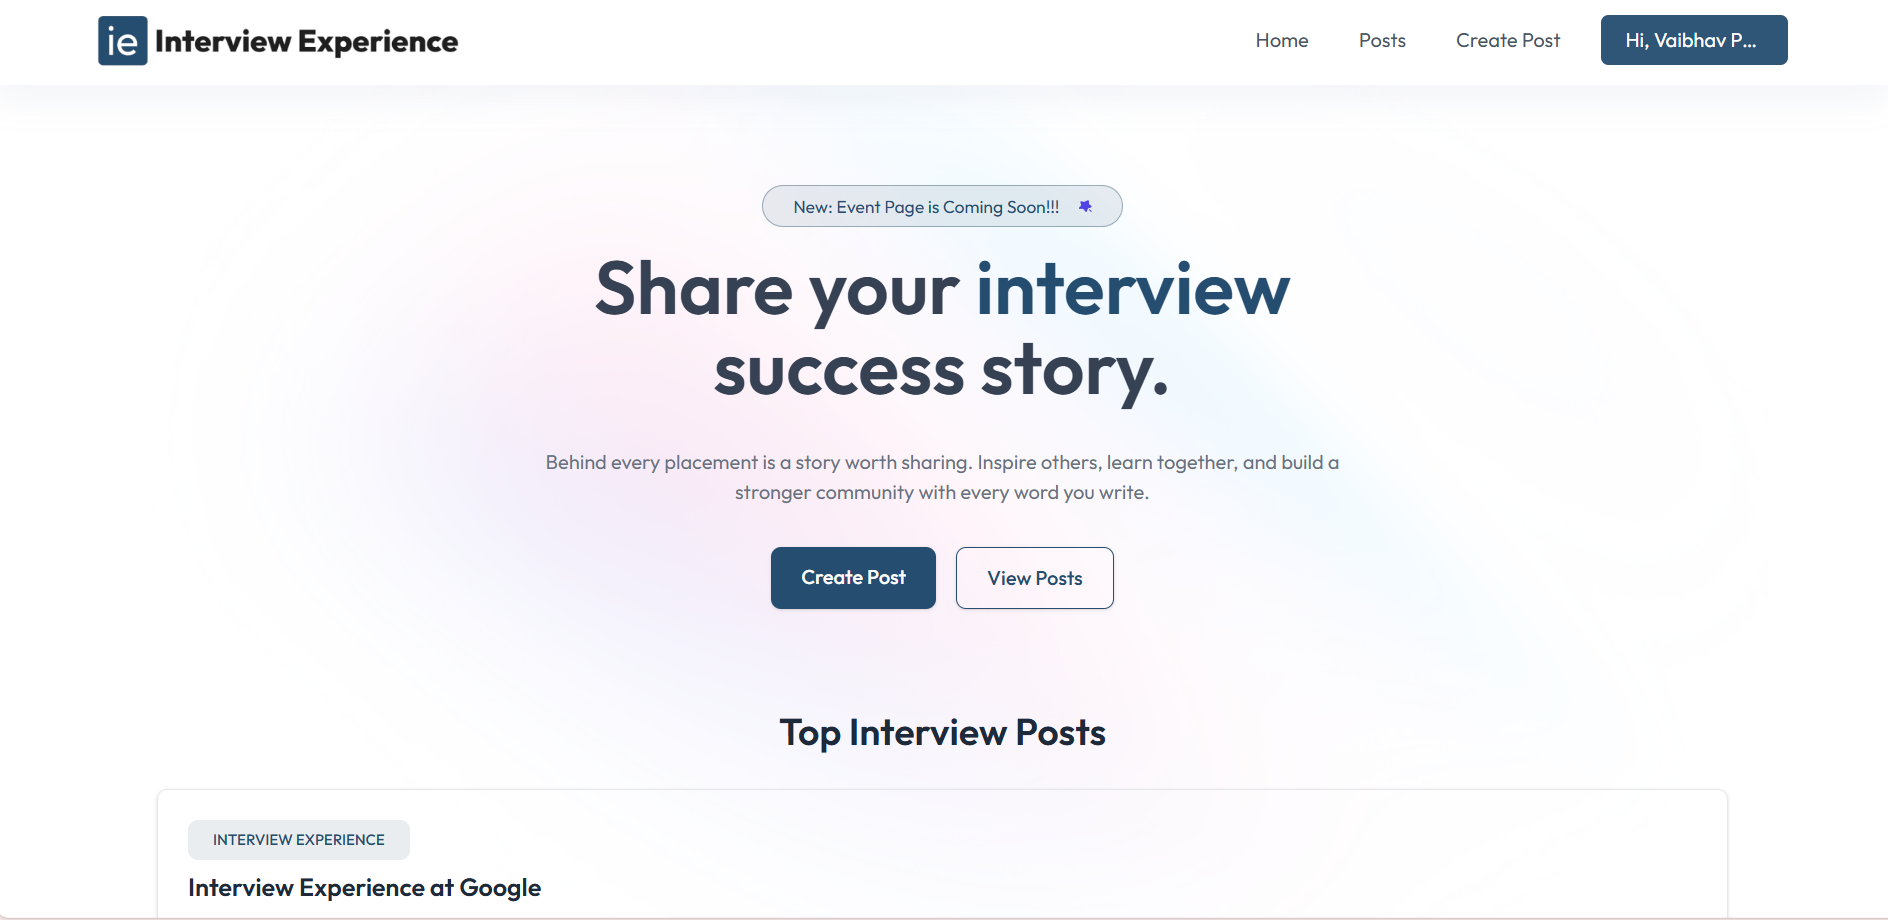 ie Interview Experience
Home
Posts
Create Post
Hi, Vaibhav P...
New: Event Page is Coming Soon!!!
Share your interview
success story.
Behind every placement is a story worth sharing. Inspire others, learn together, and build a
stronger community with every word you write.
Create Post
View Posts
Top Interview Posts
INTERVIEW EXPERIENCE
Interview Experience at Google